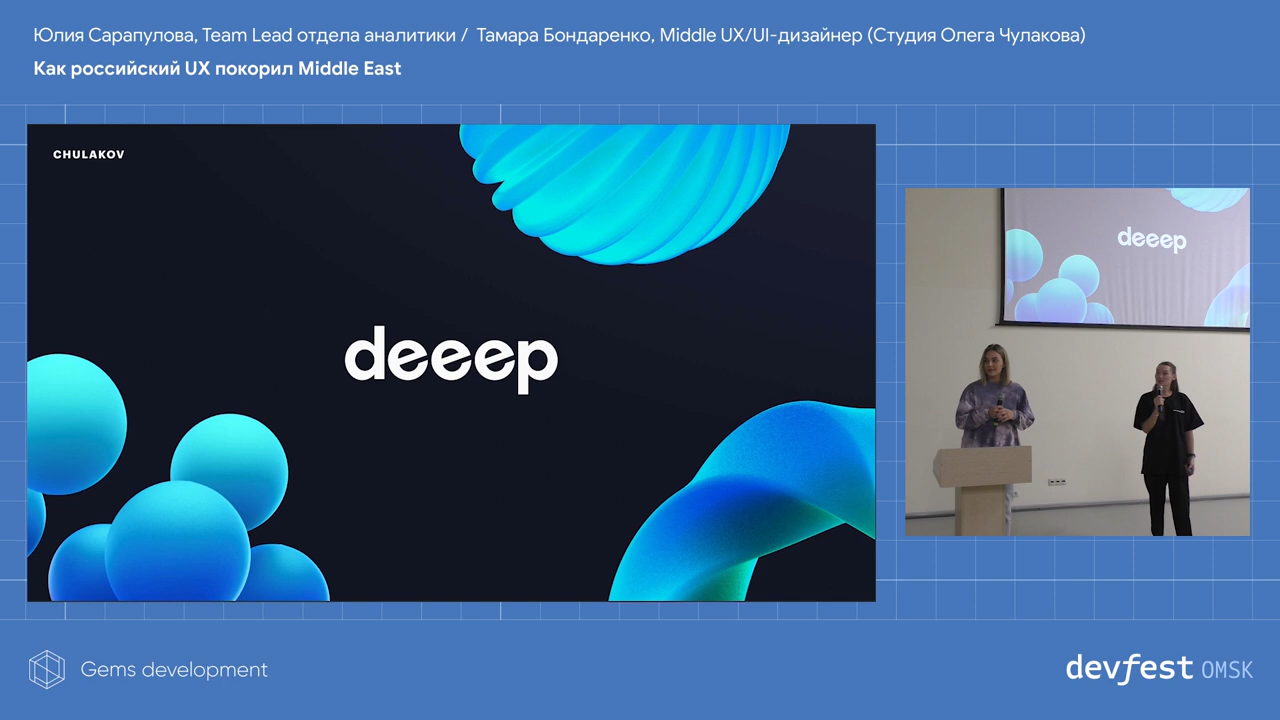 Юлия Сарапулова, Team Lead отдела аналитики / Тамара Бондаренко, Middle UX/UI-дизайнер (Студия Олега Чулакова)
Как российский UX покорил Middle East
CHULAKOV
deeep
deeep
Gems development
devfest OMSK